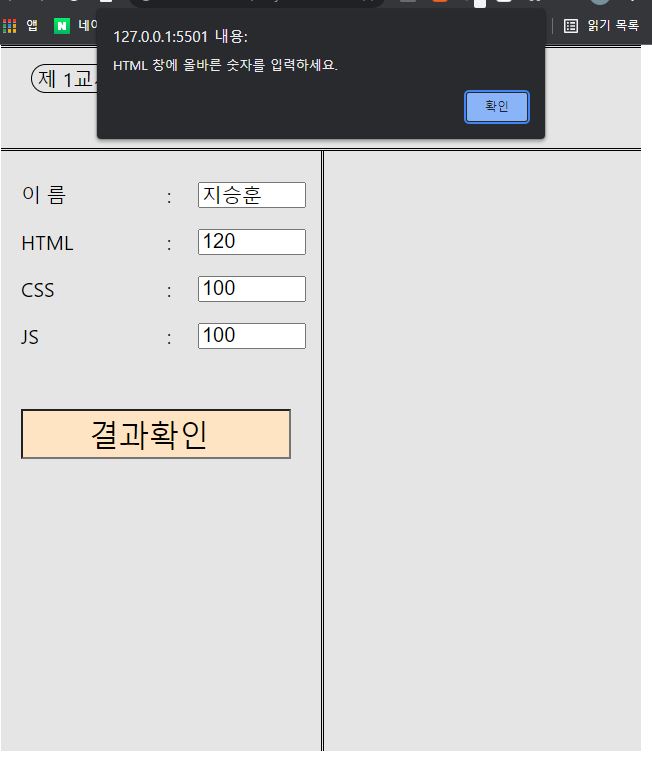 앱
127.0.0.1:5501 내용:
HTML 창에 올바른 숫자를 입력하세요.
확인
읽기 목록
제 1교
이 름 : 지승훈
HTML : 120
CSS : 100
JS : 100
결과확인